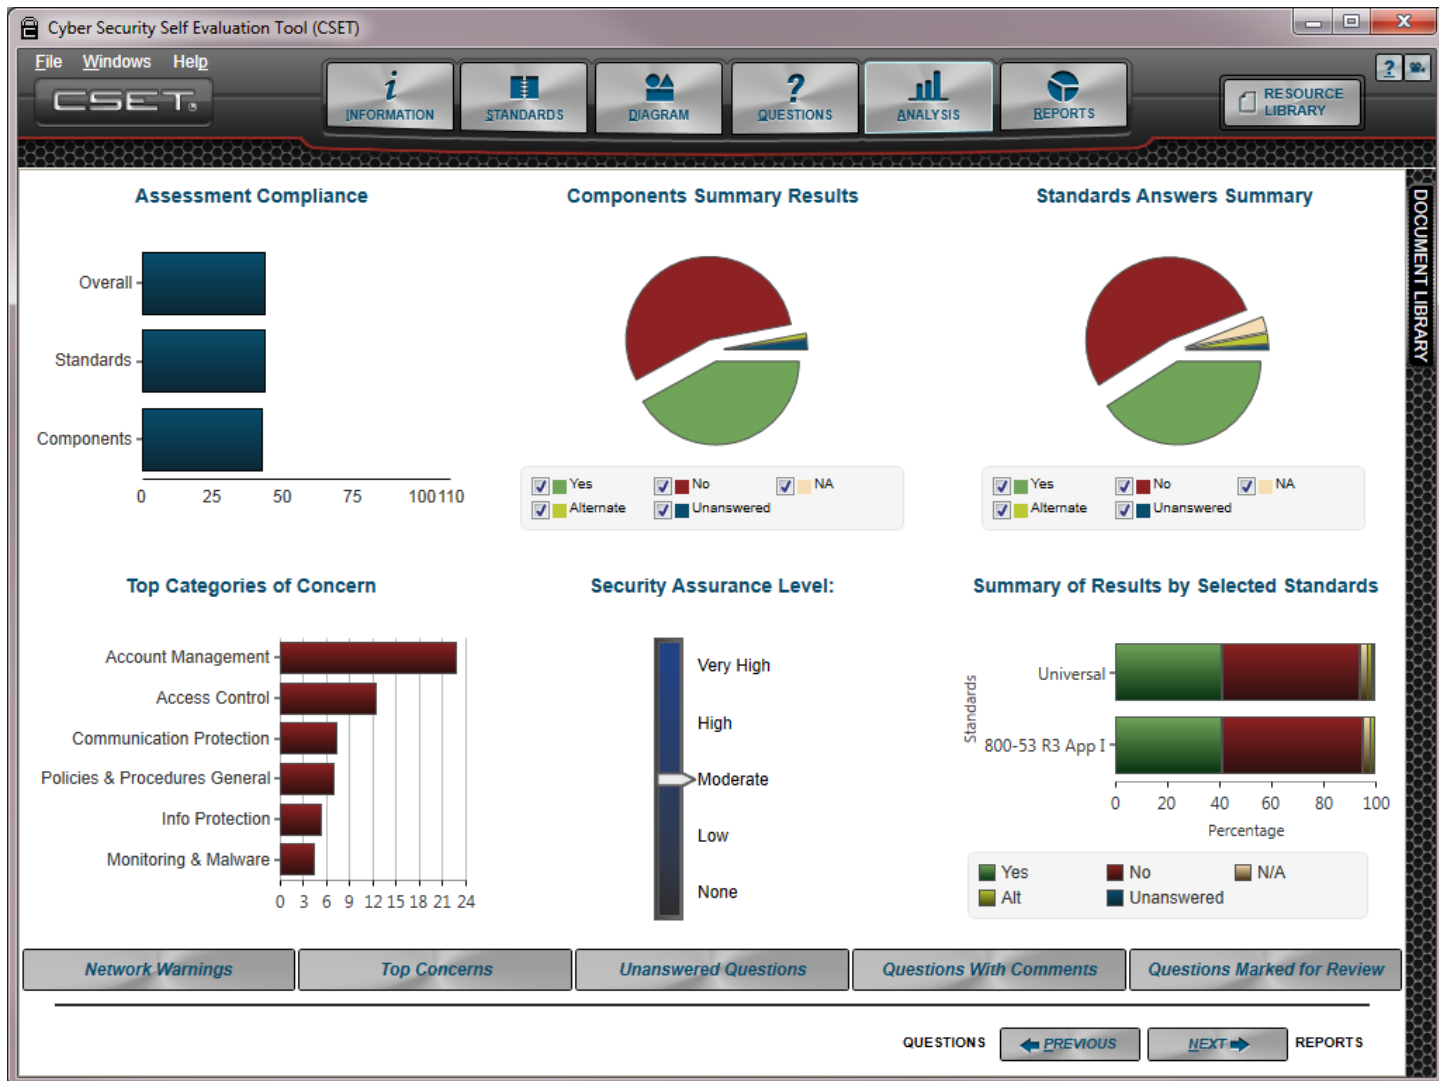 Cyber Security Self Evaluation Tool (CSET)
File Windows Help
CSET
INFORMATION
STANDARDS
DIAGRAM
? QUESTIONS
ANALYSIS
REPORTS
RESOURCE
LIBRARY
?
DOCUMENT LIBRARY
Assessment Compliance
Overall
Standards
Components
0 25 50 75 100 110
Components Summary Results
Yes No NA
Alternate Unanswered
Standards Answers Summary
Yes No NA
Alternate Unanswered
Top Categories of Concern
Account Management
Access Control
Communication Protection
Policies & Procedures General
Info Protection
Monitoring & Malware
0 3 6 9 12 15 18 21 24
Security Assurance Level:
Very High
High
Moderate
Low
None
Summary of Results by Selected Standards
Standards
Universal
800-53 R3 App I
0 20 40 60 80 100
Percentage
Yes No N/A
Alt Unanswered
Network Warnings
Top Concerns
Unanswered Questions
Questions With Comments
Questions Marked for Review
QUESTIONS PREVIOUS NEXT REPORTS